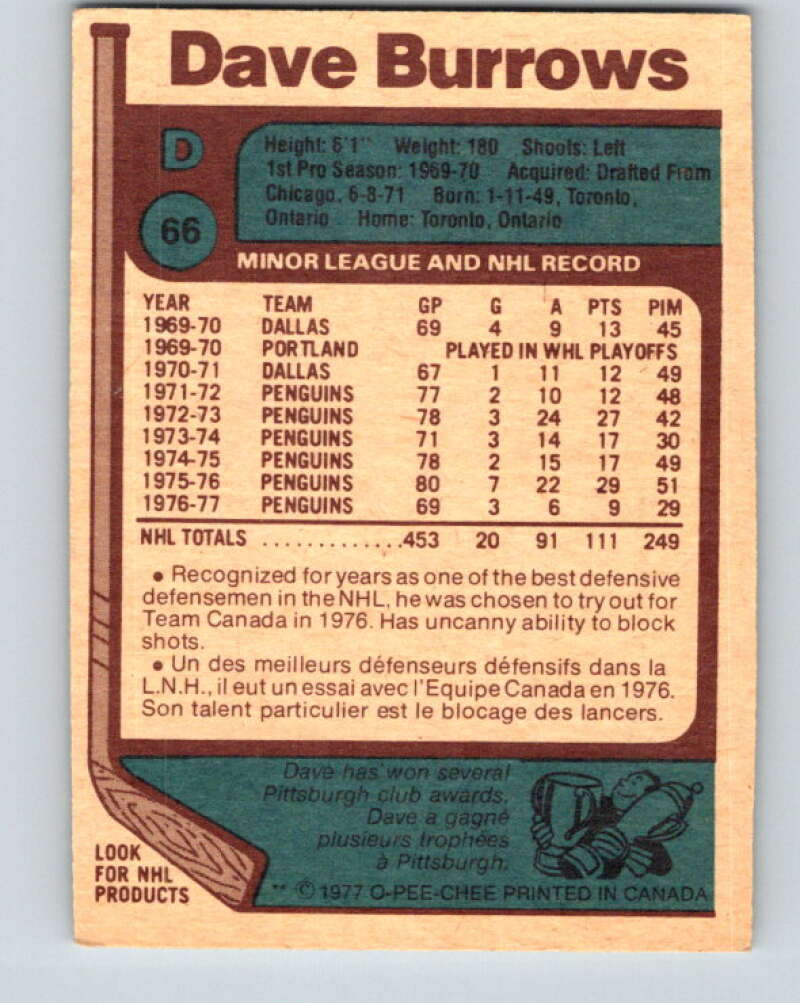 Dave Burrows
D
66
Height: 6'1" Weight: 180 Shoots: Left
1st Pro Season: 1969-70 Acquired: Drafted From
Chicago, 6-8-71 Born: 1-11-49, Toronto,
Ontario Home: Toronto, Ontario
MINOR LEAGUE AND NHL RECORD
YEAR TEAM GP G A PTS PIM
1969-70 DALLAS 69 4 9 13 45
1969-70 PORTLAND PLAYED IN WHL PLAYOFFS
1970-71 DALLAS 67 1 11 12 49
1971-72 PENGUINS 77 2 10 12 48
1972-73 PENGUINS 78 3 24 27 42
1973-74 PENGUINS 71 3 14 17 30
1974-75 PENGUINS 78 2 15 17 49
1975-76 PENGUINS 80 7 22 29 51
1976-77 PENGUINS 69 3 6 9 29
NHL TOTALS .............453 20 91 111 249
• Recognized for years as one of the best defensive
defensemen in the NHL, he was chosen to try out for
Team Canada in 1976. Has uncanny ability to block
shots.
• Un des meilleurs défenseurs défensifs dans la
L.N.H., il eut un essai avec l'Equipe Canada en 1976.
Son talent particulier est le blocage des lancers.
Dave has won several
Pittsburgh club awards.
Dave a gagné
plusieurs trophées
à Pittsburgh.
LOOK
FOR NHL
PRODUCTS
** © 1977 O-PEE-CHEE PRINTED IN CANADA